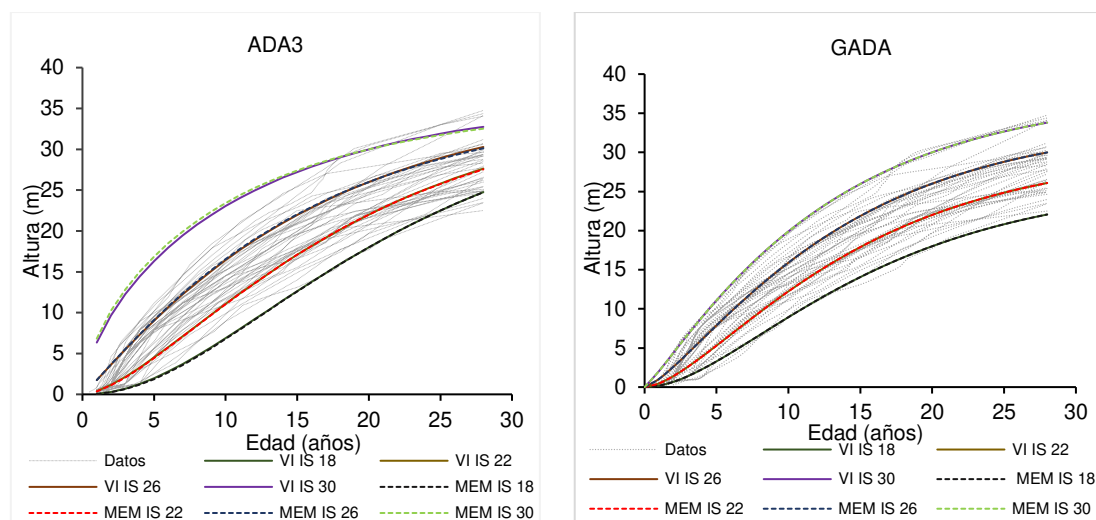 ADA3
40
35
30
25
20
15
10
5
0
Altura (m)
0 5 10 15 20 25 30
Edad (años)
Datos VI IS 18 VI IS 22
VI IS 26 VI IS 30 MEM IS 18
MEM IS 22 MEM IS 26 MEM IS 30
GADA
40
35
30
25
20
15
10
5
0
Altura (m)
0 5 10 15 20 25 30
Edad (años)
Datos VI IS 18 VI IS 22
VI IS 26 VI IS 30 MEM IS 18
MEM IS 22 MEM IS 26 MEM IS 30